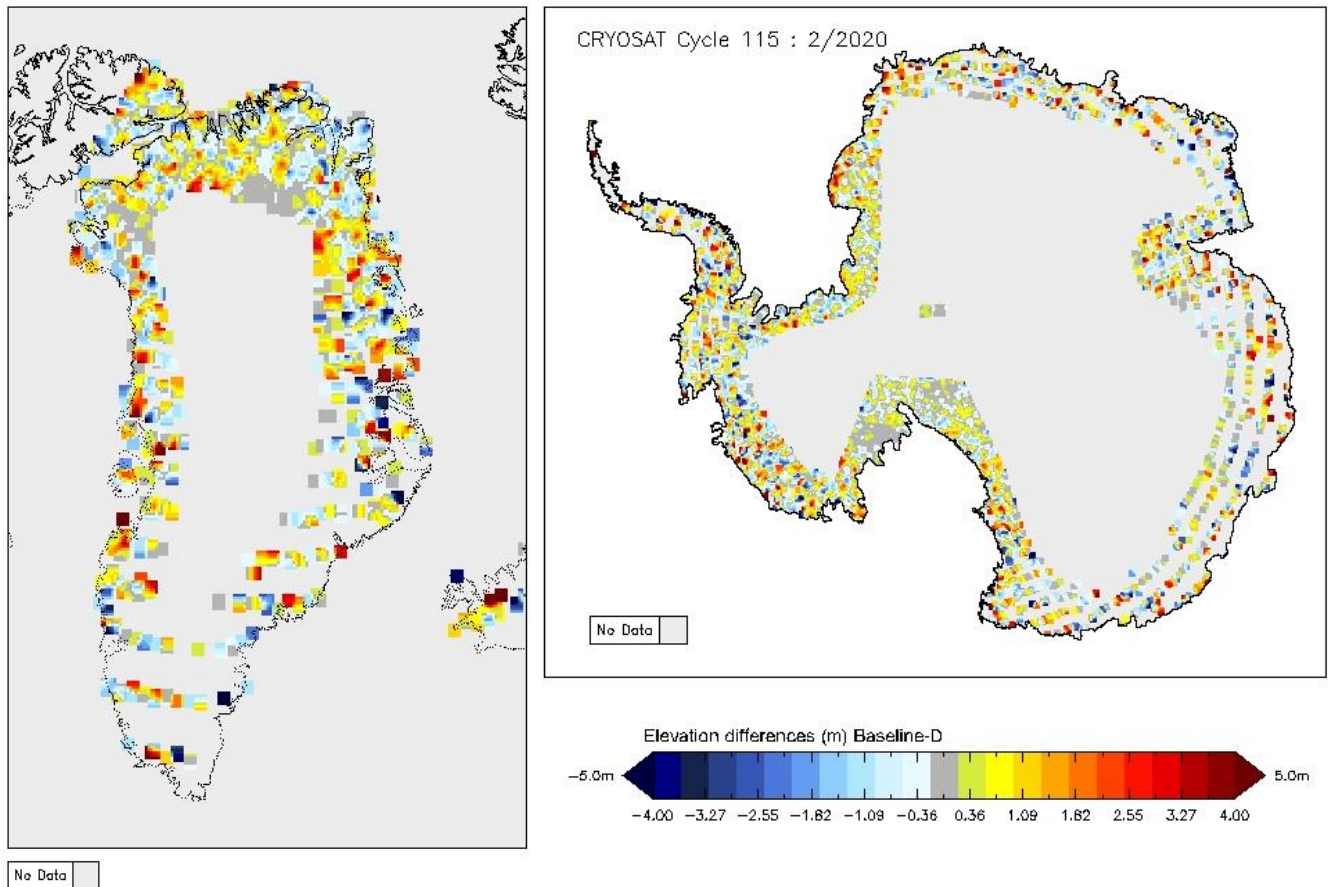 CRYOSAT Cycle 115 : 2/2020
No Data
Elevation differences (m) Baseline-D
-5.0m 5.0m
-4.00 -3.27 -2.55 -1.82 -1.09 -0.36 0.36 1.09 1.82 2.55 3.27 4.00
No Data